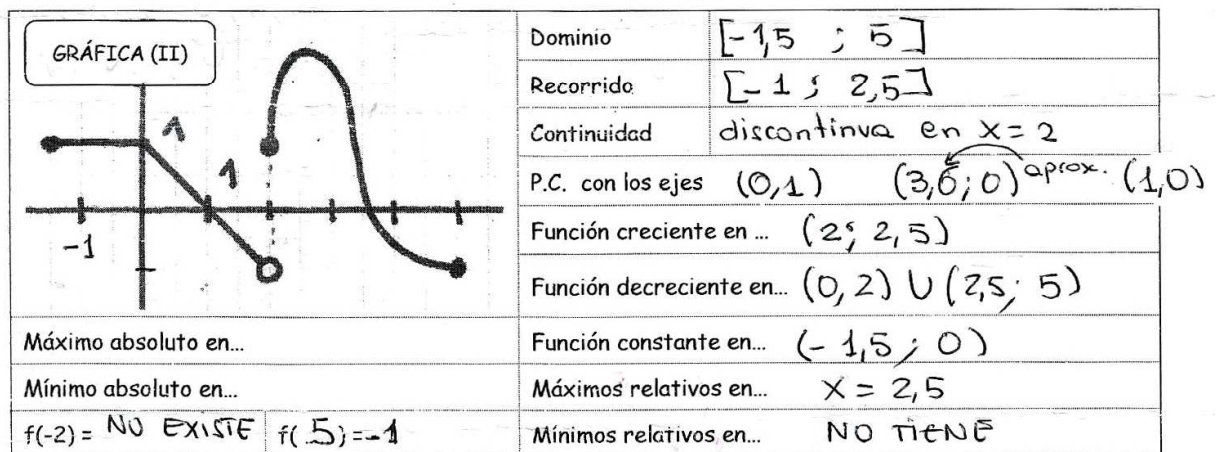 GRÁFICA (II)
1
1
-1
Dominio [-1,5 ; 5]
Recorrido [-1 ; 2,5]
Continuidad discontinua en x = 2
P.C. con los ejes (0,1) (3,6; 0) aprox. (1,0)
Función creciente en ... (2; 2,5)
Función decreciente en... (0, 2) U (2,5; 5)
Máximo absoluto en...
Función constante en... (-1,5 ; 0)
Mínimo absoluto en...
Máximos relativos en... X = 2,5
f(-2) = NO EXISTE f( 5)=-1
Mínimos relativos en... NO TIENE